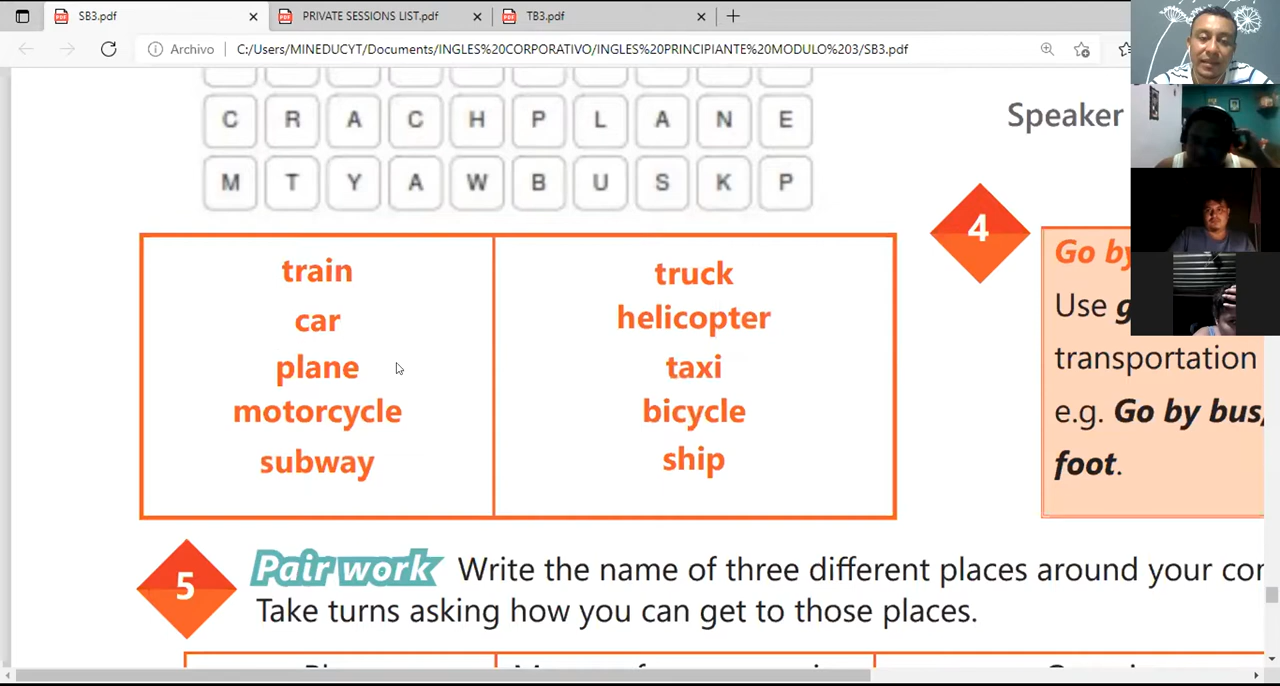 SB3.pdf
PRIVATE SESSIONS LIST.pdf
TB3.pdf
Archivo
C:/Users/MINEDUCYT/Documents/INGLES%20CORPORATIVO/INGLES%20PRINCIPIANTE%20MODULO%203/SB3.pdf
C R A C H P L A N E
M T Y A W B U S K P
Speaker
train
car
plane
motorcycle
subway
truck
helicopter
taxi
bicycle
ship
4
Go by
Use
transportation
e.g. Go by bus,
foot.
5
Pair work Write the name of three different places around your
Take turns asking how you can get to those places.